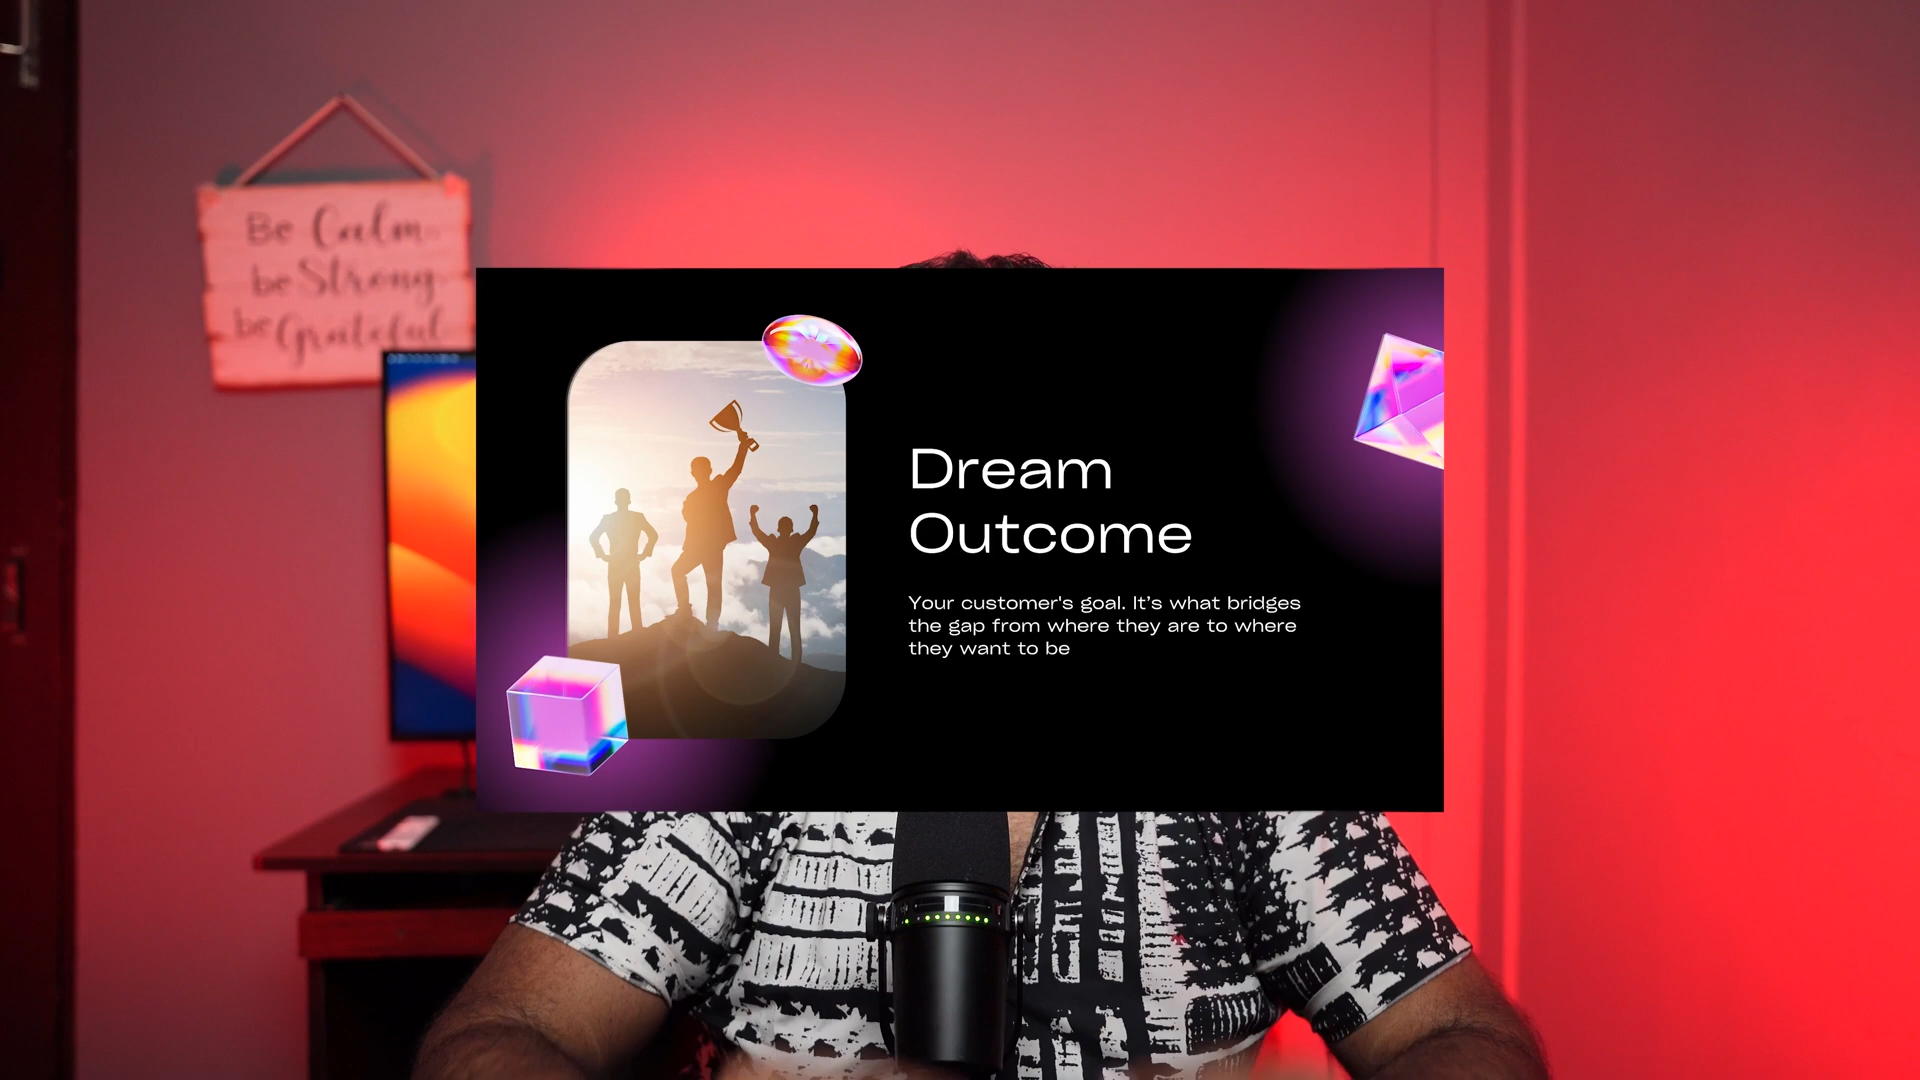 Be Calm,
be Strong
be Grateful
Dream
Outcome
Your customer's goal. It’s what bridges
the gap from where they are to where
they want to be